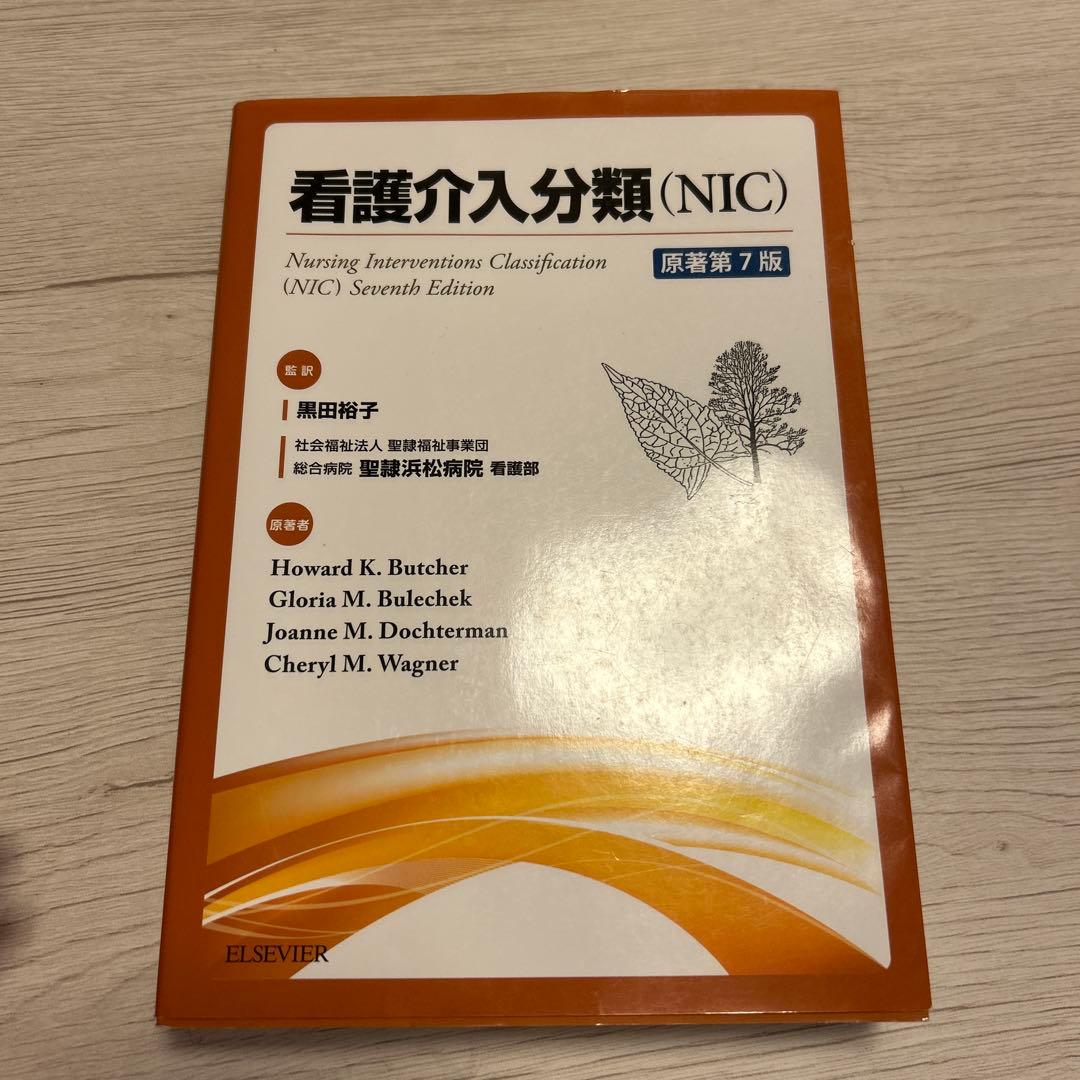 看護介入分類(NIC)
Nursing Interventions Classification
(NIC) Seventh Edition
原著第7版
監訳
黒田裕子
社会福祉法人 聖隷福祉事業団
総合病院 聖隷浜松病院 看護部
原著者
Howard K. Butcher
Gloria M. Bulechek
Joanne M. Dochterman
Cheryl M. Wagner
ELSEVIER